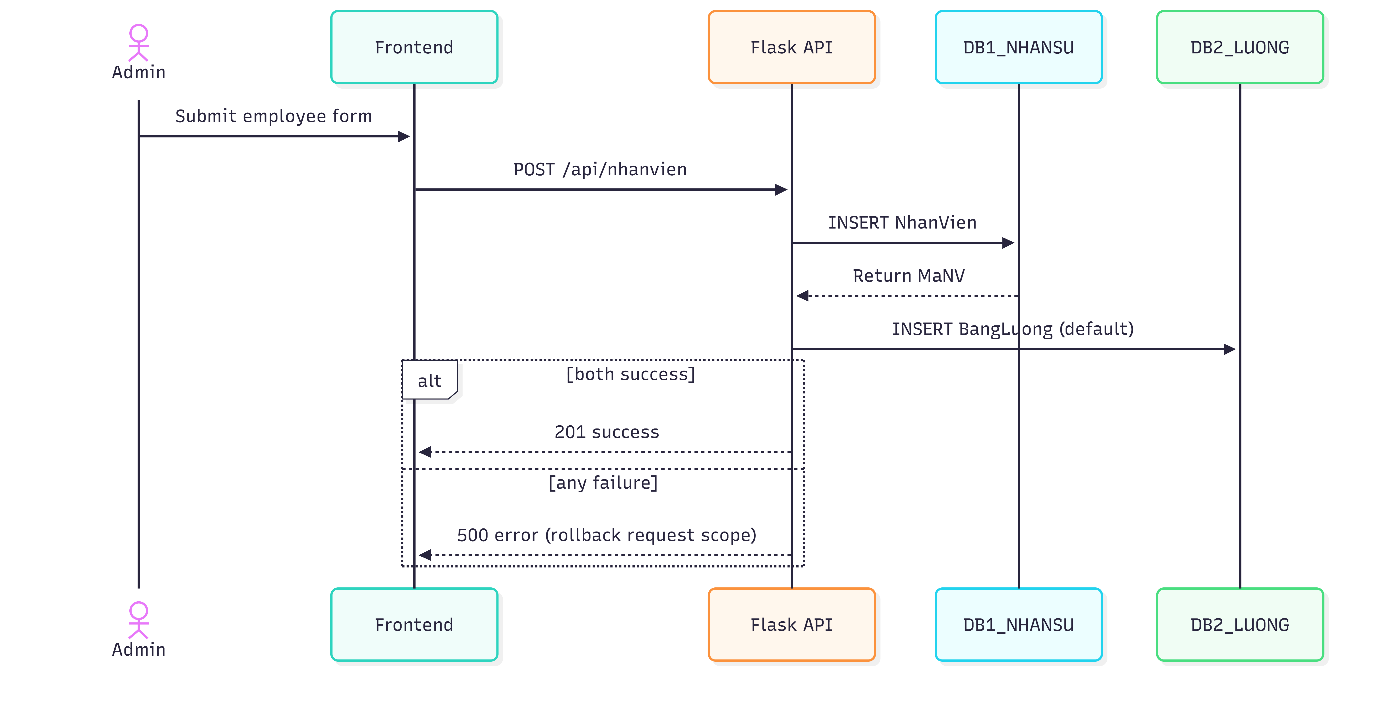 Admin
Frontend
Flask API
DB1_NHANSU
DB2_LUONG
Submit employee form
POST /api/nhanvien
INSERT NhanVien
Return MaNV
INSERT BangLuong (default)
alt
[both success]
201 success
[any failure]
500 error (rollback request scope)
Admin
Frontend
Flask API
DB1_NHANSU
DB2_LUONG